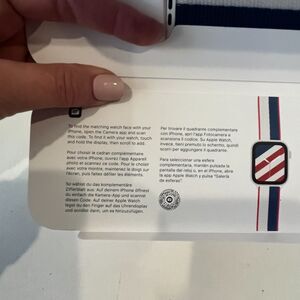 To find the matching watch face with your
iPhone, open the Camera app and scan
this code. To find it with your watch, touch
and hold the display, then scroll to add.
Pour choisir le cadran complémentaire
avec votre iPhone, ouvrez l'app Appareil
photo et scannez ce code. Pour le choisir
avec votre montre, maintenez le doigt sur
l'écran, puis faites défiler les éléments.
So wählst du das komplementäre
Zifferblatt aus: Auf deinem iPhone öffnest
du einfach die Kamera-App und scannst
diesen Code. Auf deiner Apple Watch
legst du den Finger auf das Uhrendisplay
und scrollst dann, um es hinzuzufügen.
Per trovare il quadrante complementare
con iPhone, apri l'app Fotocamera e
scansiona il codice. Su Apple Watch,
invece, tieni premuto lo schermo, quindi
scorri per aggiungere il quadrante.
Para seleccionar una esfera
complementaria, mantén pulsada la
pantalla del reloj o, en el iPhone, abre
la app Apple Watch y pulsa "Galería
de esferas".